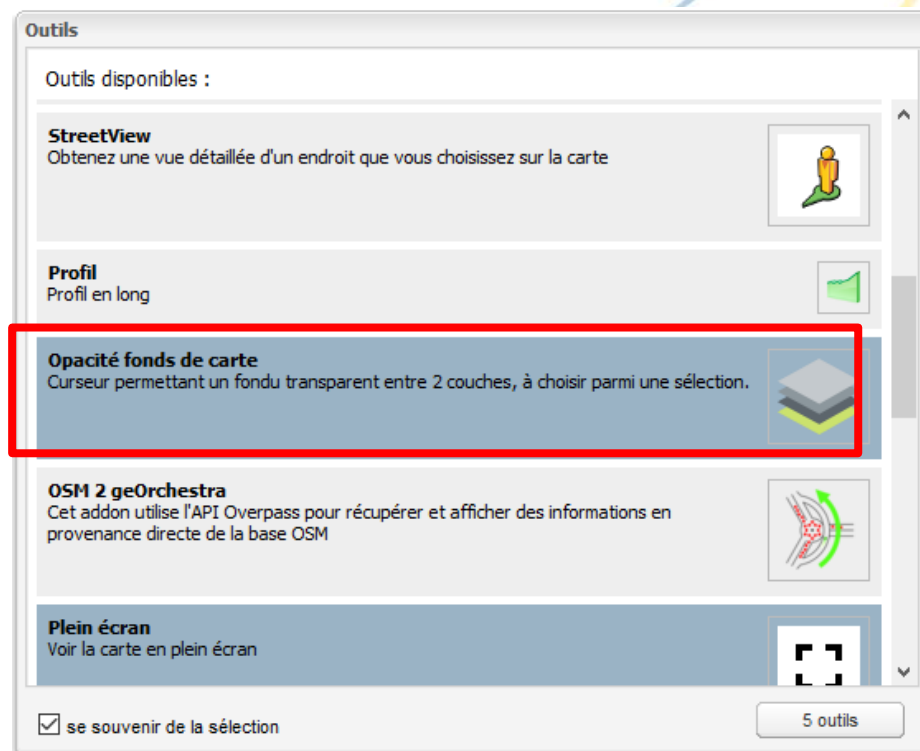 Outils
Outils disponibles :
StreetView
Obtenez une vue détaillée d'un endroit que vous choisissez sur la carte
Profil
Profil en long
Opacité fonds de carte
Curseur permettant un fondu transparent entre 2 couches, à choisir parmi une sélection.
OSM 2 geOrchestra
Cet addon utilise l'API Overpass pour récupérer et afficher des informations en
provenance directe de la base OSM
Plein écran
Voir la carte en plein écran
se souvenir de la sélection
5 outils